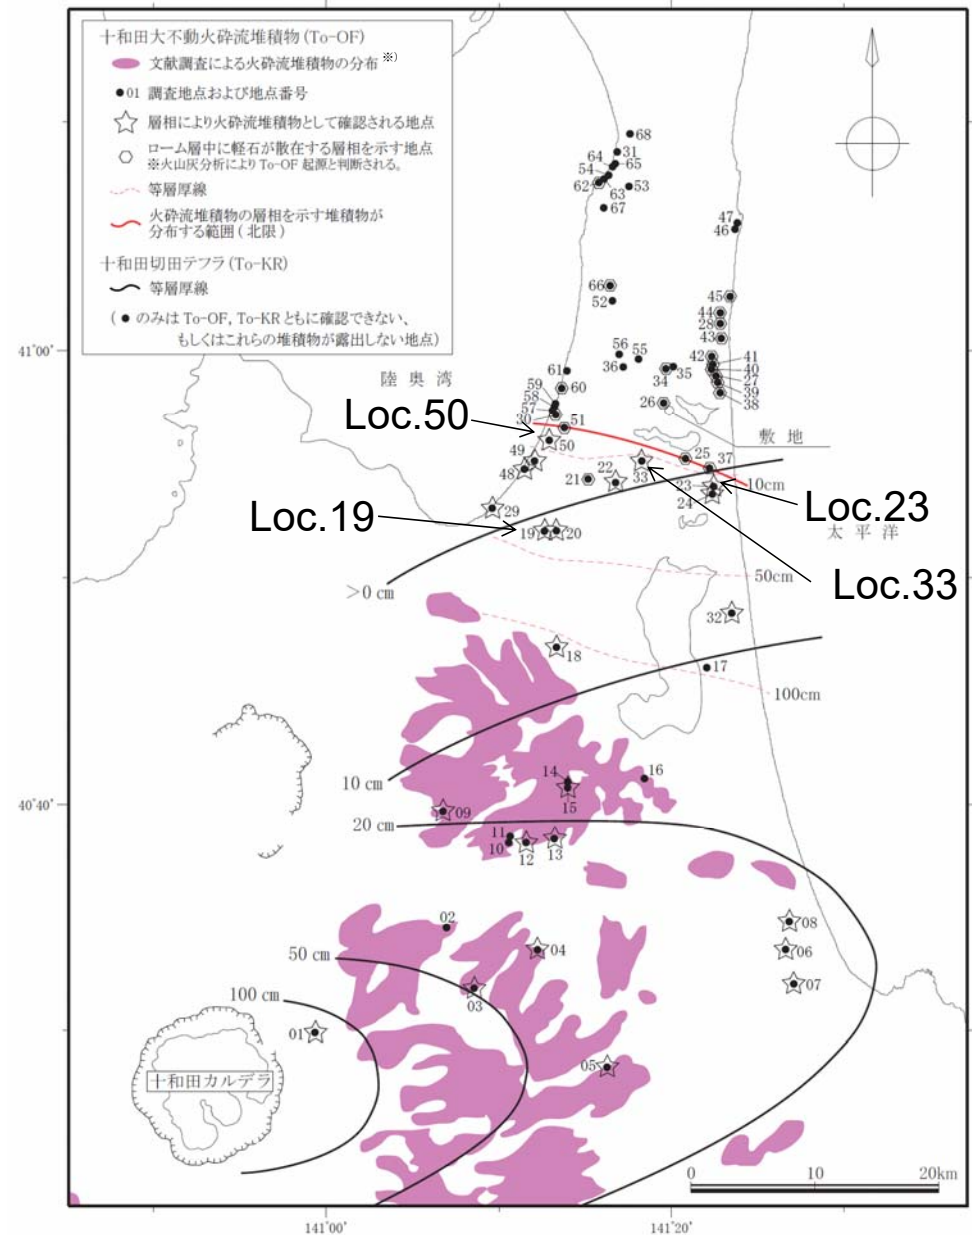 十和田大不動火砕流堆積物 (To-OF)
文献調査による火砕流堆積物の分布 ※)
01 調査地点および地点番号
層相により火砕流堆積物として確認される地点
ローム層中に軽石が散在する層相を示す地点
※火山灰分析により To-OF 起源と判断される。
等層厚線
火砕流堆積物の層相を示す堆積物が
分布する範囲 ( 北限 )
十和田切田テフラ (To-KR)
等層厚線
( ● のみは To-OF, To-KR ともに確認できない、
もしくはこれらの堆積物が露出しない地点)
68
31
64
65
54
62
63
53
67
47
46
66
52
45
44
28
43
41°00′
56
55
36
61
34
35
42
41
40
27
39
38
陸奥湾
59
60
58
57
30
26
51
Loc.50
50
敷地
49
48
25
37
33
22
21
23
24
10cm
Loc.23
29
Loc.19
19
20
太平洋
50cm
Loc.33
>0 cm
32
18
17
100cm
14
16
10 cm
15
40°40′
09
20 cm
11
10
12
13
02
08
50 cm
04
06
07
100 cm
03
01
05
十和田カルデラ
0
10
20km
141°00′
141°20′